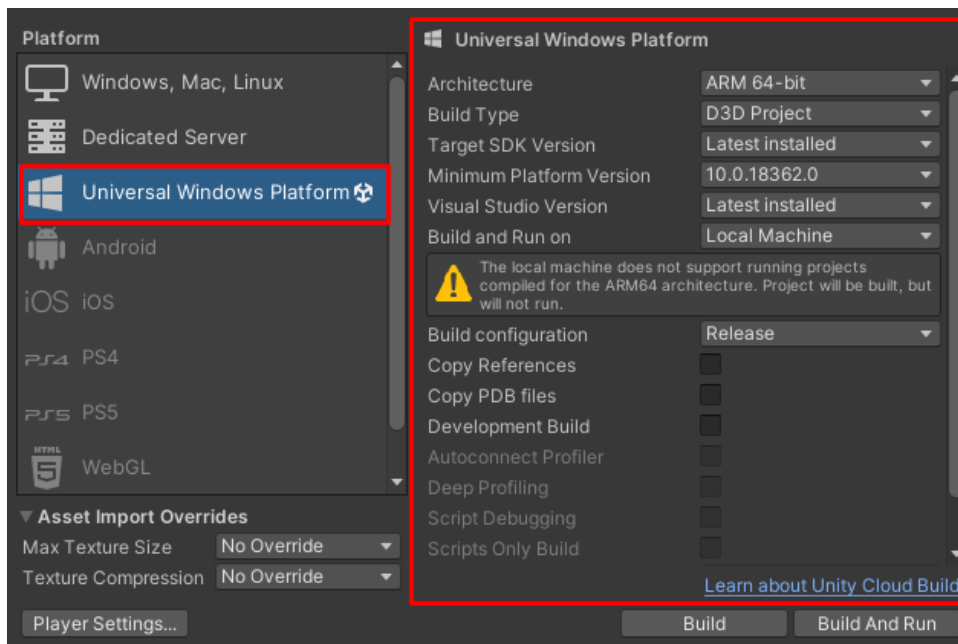 Platform
Windows, Mac, Linux
Dedicated Server
Universal Windows Platform
Android
iOS iOS
PS4 PS4
PS5 PS5
HTML 5 WebGL
Asset Import Overrides
Max Texture Size No Override
Texture Compression No Override
Player Settings...
Universal Windows Platform
Architecture ARM 64-bit
Build Type D3D Project
Target SDK Version Latest installed
Minimum Platform Version 10.0.18362.0
Visual Studio Version Latest installed
Build and Run on Local Machine
The local machine does not support running projects
compiled for the ARM64 architecture. Project will be built, but
will not run.
Build configuration Release
Copy References
Copy PDB files
Development Build
Autoconnect Profiler
Deep Profiling
Script Debugging
Scripts Only Build
Learn about Unity Cloud Build
Build Build And Run